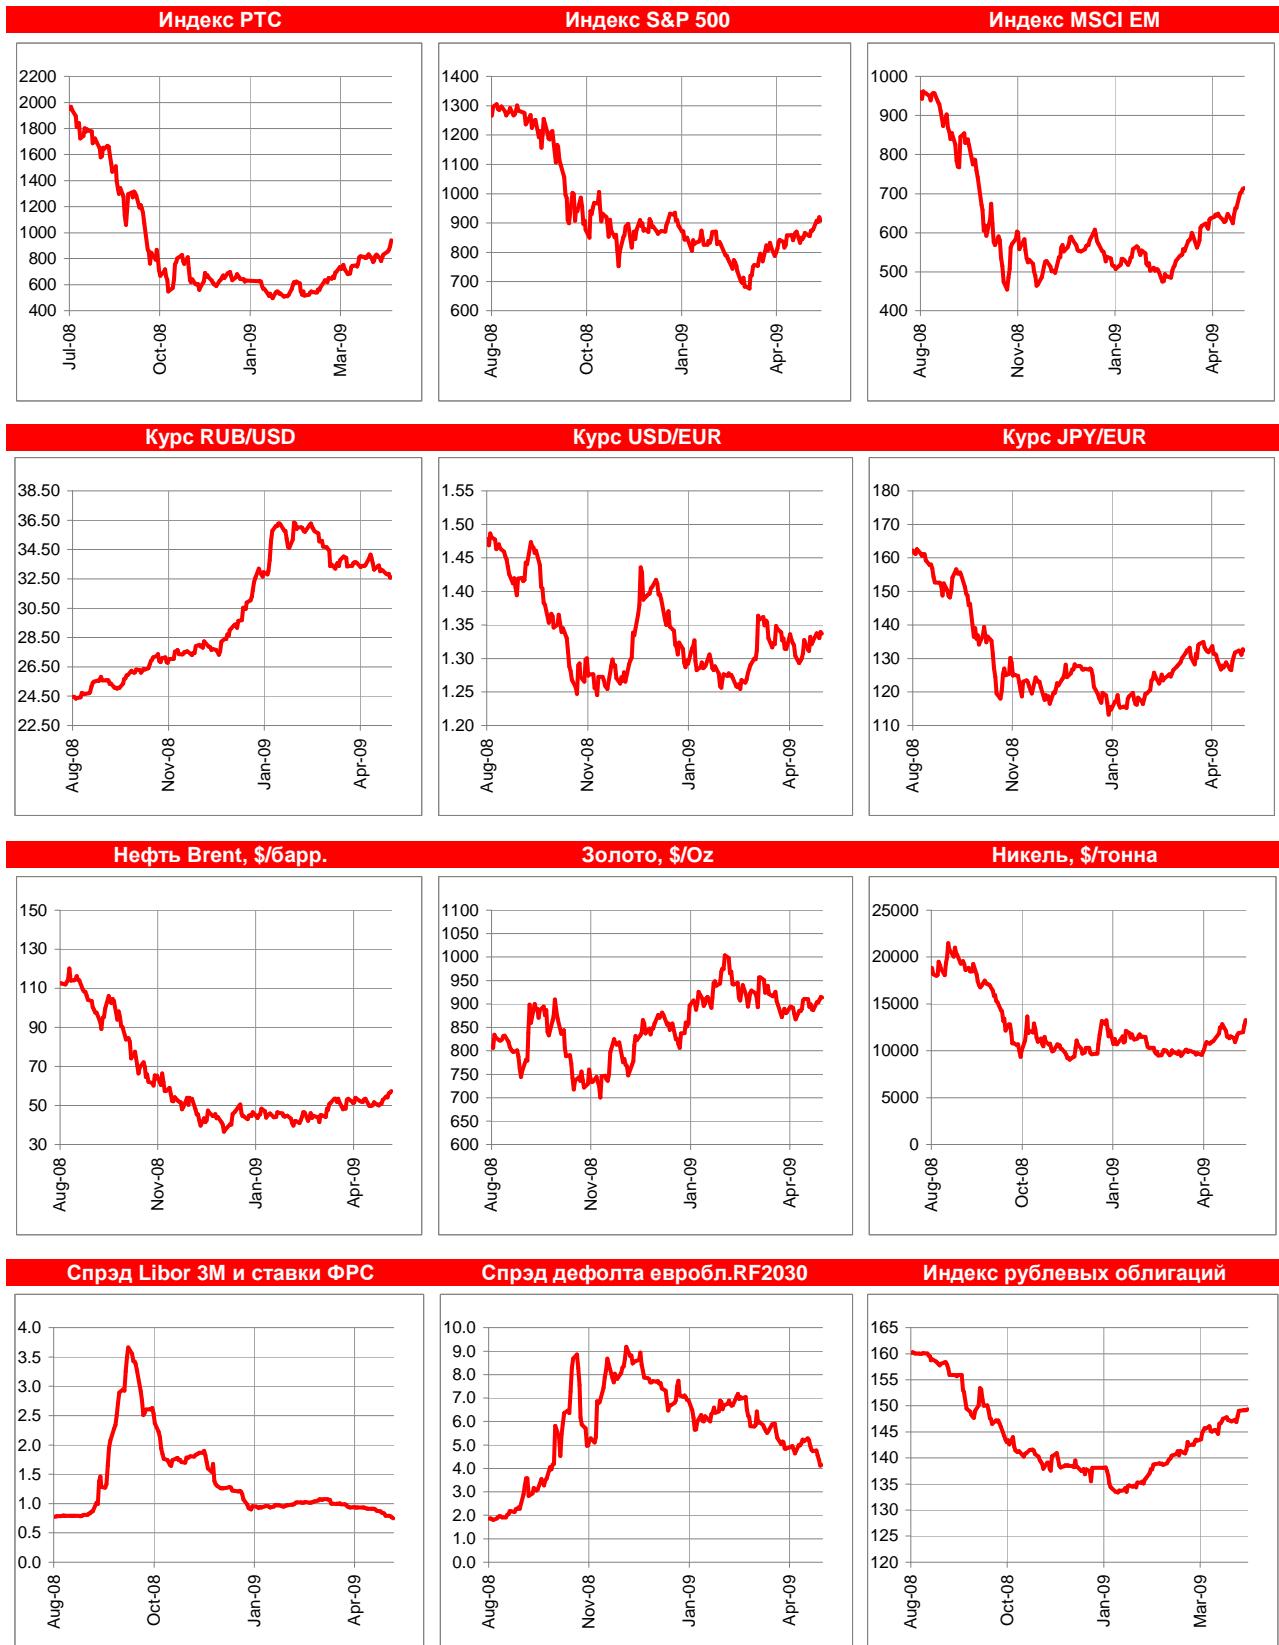 Индекс РТС
Индекс S&P 500
Индекс MSCI EM
2200
2000
1800
1600
1400
1200
1000
800
600
400
Jul-08
Oct-08
Jan-09
Mar-09
1400
1300
1200
1100
1000
900
800
700
600
Aug-08
Oct-08
Jan-09
Apr-09
1000
900
800
700
600
500
400
Aug-08
Nov-08
Jan-09
Apr-09
Курс RUB/USD
Курс USD/EUR
Курс JPY/EUR
38.50
36.50
34.50
32.50
30.50
28.50
26.50
24.50
22.50
Aug-08
Nov-08
Jan-09
Apr-09
1.55
1.50
1.45
1.40
1.35
1.30
1.25
1.20
Aug-08
Nov-08
Jan-09
Apr-09
180
170
160
150
140
130
120
110
Aug-08
Nov-08
Jan-09
Apr-09
Нефть Brent, $/барр.
Золото, $/Oz
Никель, $/тонна
150
130
110
90
70
50
30
Aug-08
Nov-08
Jan-09
Apr-09
1100
1050
1000
950
900
850
800
750
700
650
600
Aug-08
Nov-08
Jan-09
Apr-09
25000
20000
15000
10000
5000
0
Aug-08
Oct-08
Jan-09
Apr-09
Спрэд Libor 3M и ставки ФРС
Спрэд дефолта евробл.RF2030
Индекс рублевых облигаций
4.0
3.5
3.0
2.5
2.0
1.5
1.0
0.5
0.0
Aug-08
Oct-08
Jan-09
Apr-09
10.0
9.0
8.0
7.0
6.0
5.0
4.0
3.0
2.0
1.0
0.0
Aug-08
Nov-08
Jan-09
Apr-09
165
160
155
150
145
140
135
130
125
120
Aug-08
Oct-08
Jan-09
Mar-09